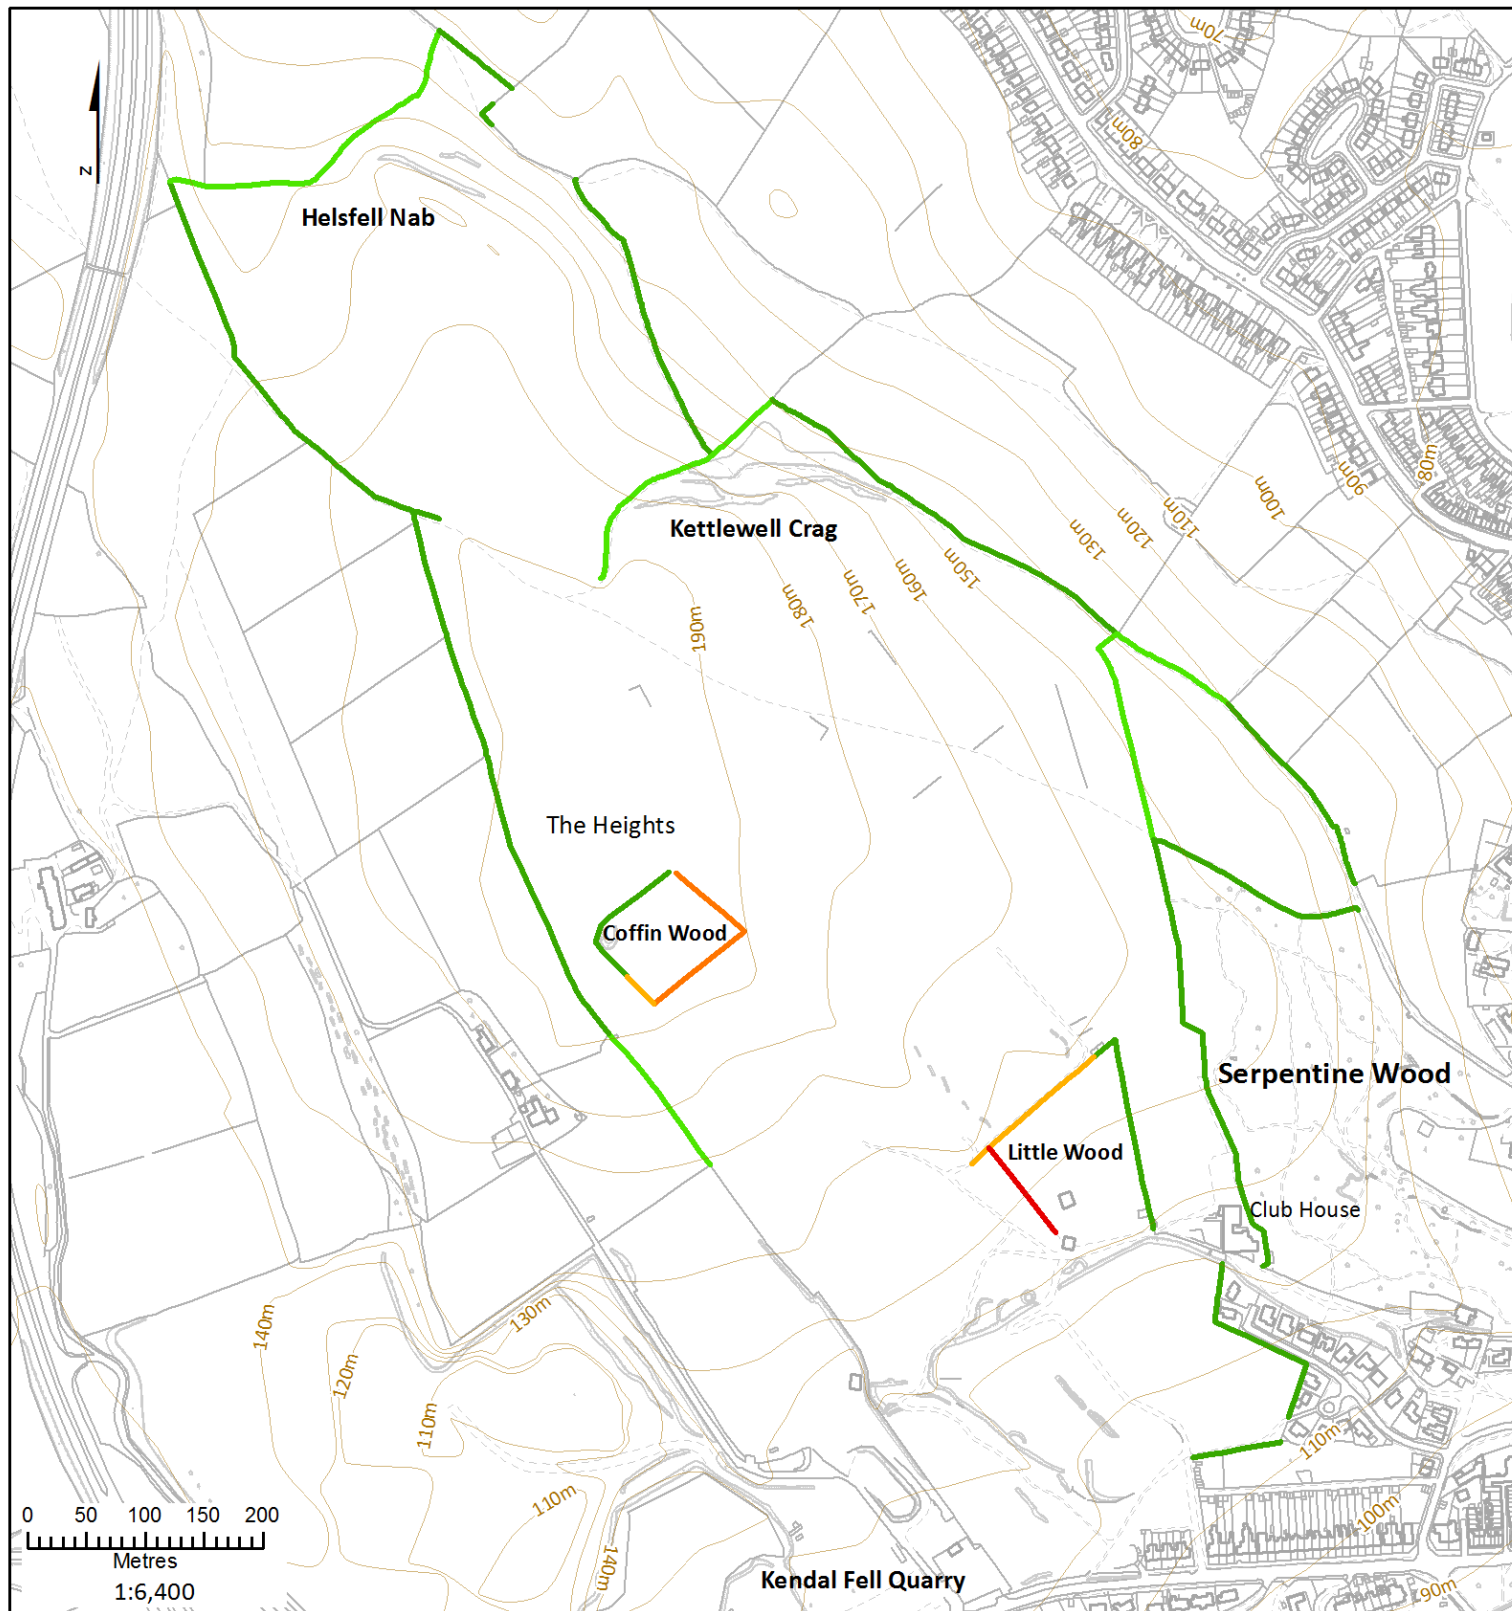 70m
80m
Z
Helsfell Nab
80m
90m
100m
110m
120m
130m
Kettlewell Crag
150m
160m
170m
180m
190m
The Heights
Coffin Wood
Serpentine Wood
Little Wood
Club House
130m
140m
120m
110m
110m
110m
100m
0 50 100 150 200
Metres
1:6,400
140m
Kendal Fell Quarry
90m